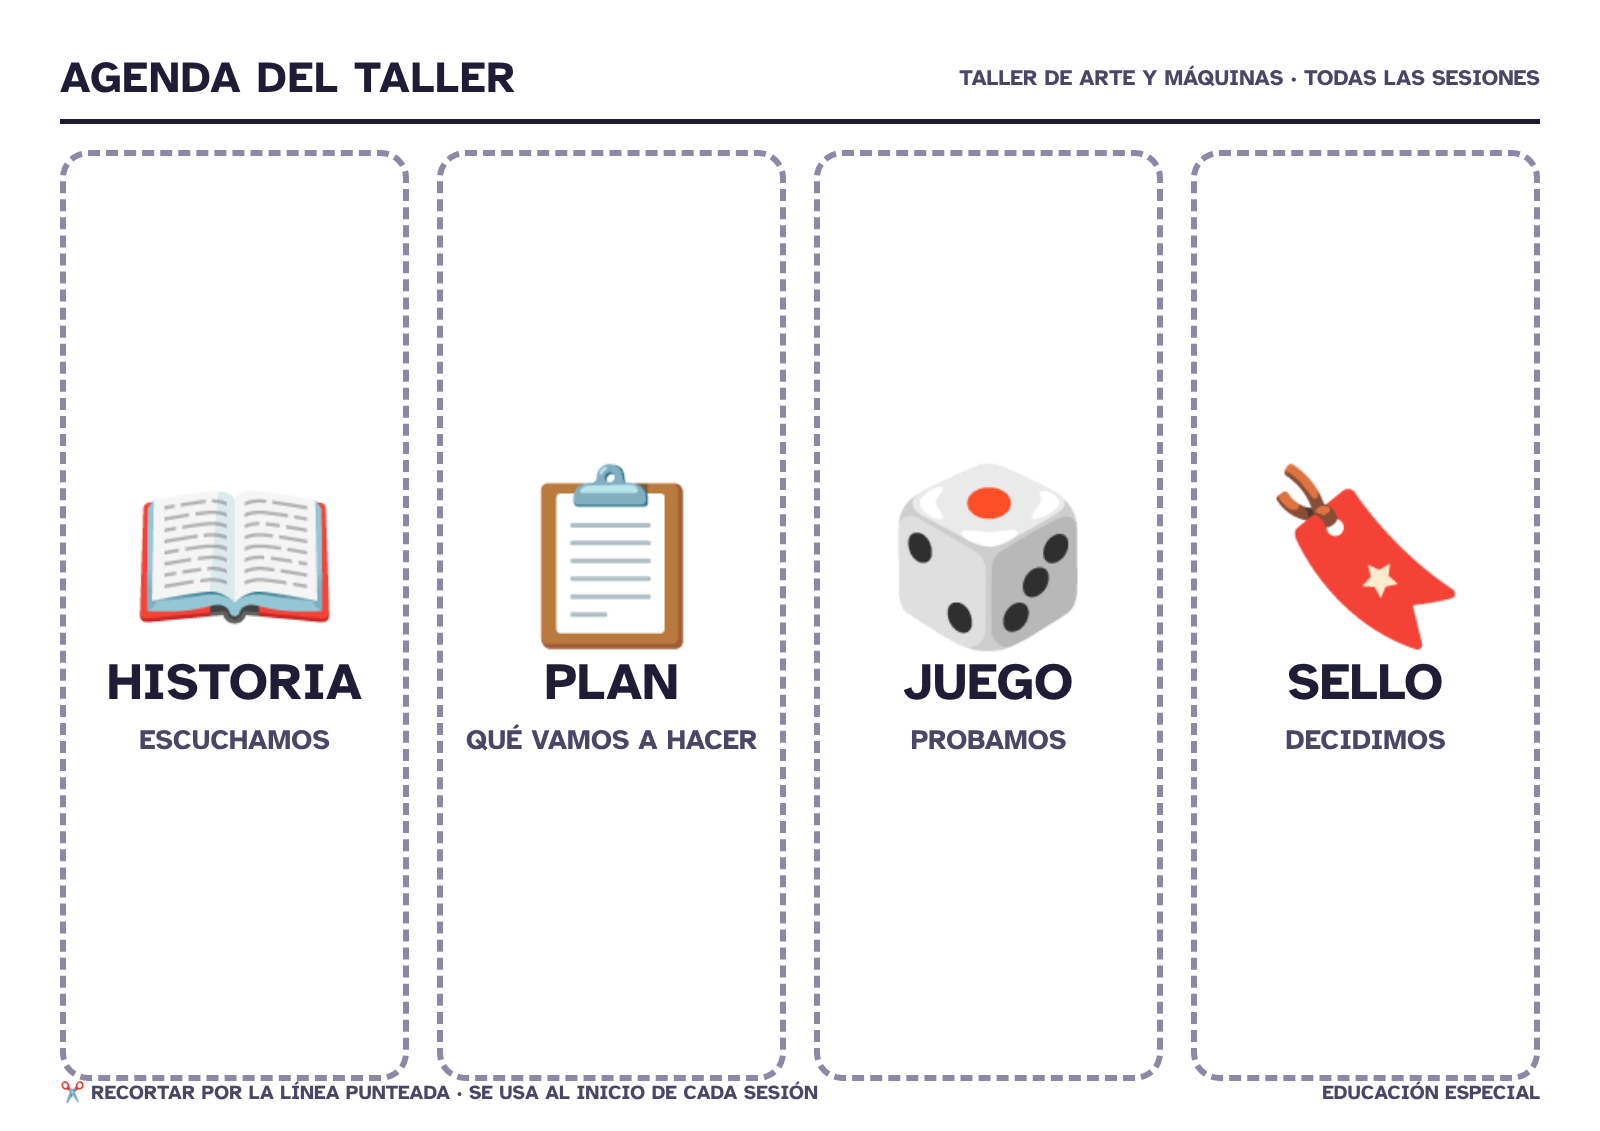 AGENDA DEL TALLER
TALLER DE ARTE Y MÁQUINAS · TODAS LAS SESIONES
HISTORIA
ESCUCHAMOS
PLAN
QUÉ VAMOS A HACER
JUEGO
PROBAMOS
SELLO
DECIDIMOS
RECORTAR POR LA LÍNEA PUNTEADA · SE USA AL INICIO DE CADA SESIÓN
EDUCACIÓN ESPECIAL